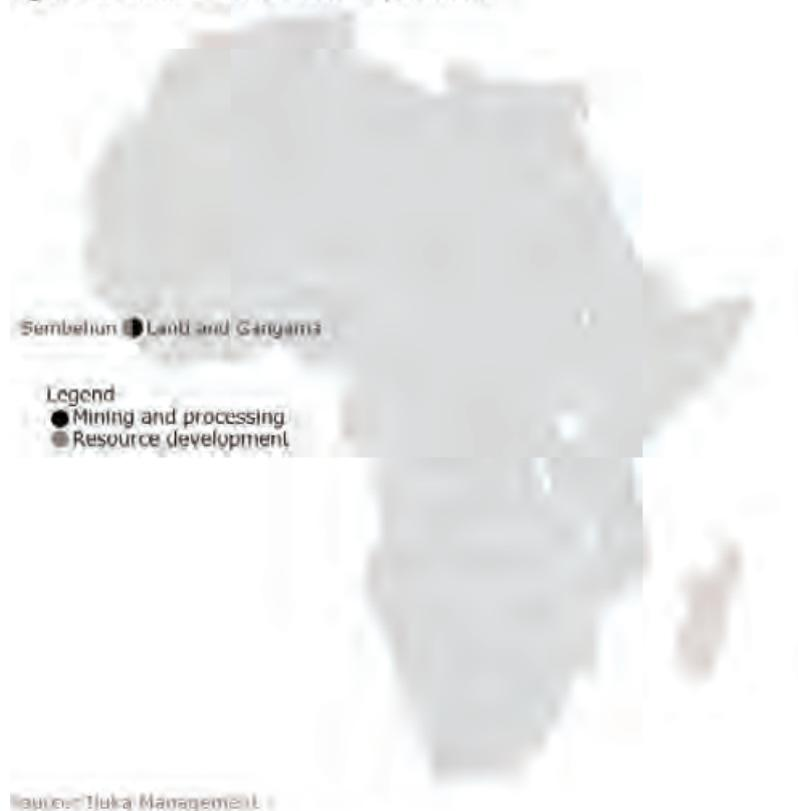 Sembehun Lanti and Gangama
Legend
Mining and processing
Resource development
Source: Iluka Management